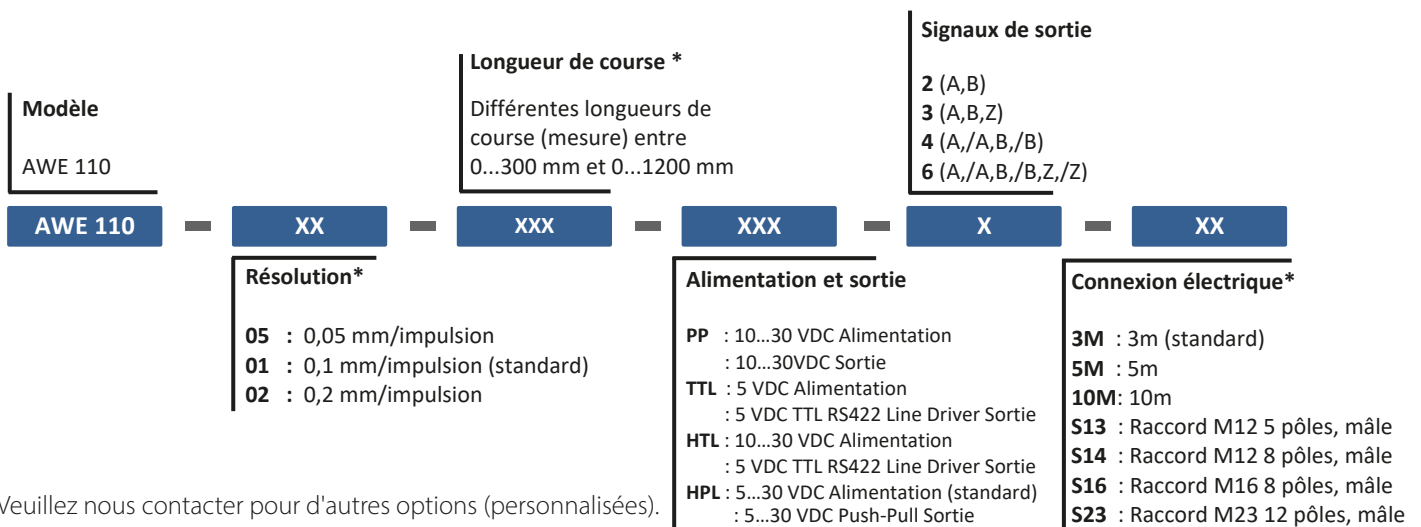 Modèle
AWE 110
Longueur de course *
Différentes longueurs de
course (mesure) entre
0...300 mm et 0...1200 mm
Signaux de sortie
2 (A,B)
3 (A,B,Z)
4 (A,/A,B,/B)
6 (A,/A,B,/B,Z,/Z)
AWE 110 - XX - XXX - XXX - X - XX
Résolution*
05 : 0,05 mm/impulsion
01 : 0,1 mm/impulsion (standard)
02 : 0,2 mm/impulsion
Alimentation et sortie
PP : 10...30 VDC Alimentation
: 10...30VDC Sortie
TTL : 5 VDC Alimentation
: 5 VDC TTL RS422 Line Driver Sortie
HTL : 10...30 VDC Alimentation
: 5 VDC TTL RS422 Line Driver Sortie
HPL : 5...30 VDC Alimentation (standard)
: 5...30 VDC Push-Pull Sortie
Connexion électrique*
3M : 3m (standard)
5M : 5m
10M: 10m
S13 : Raccord M12 5 pôles, mâle
S14 : Raccord M12 8 pôles, mâle
S16 : Raccord M16 8 pôles, mâle
S23 : Raccord M23 12 pôles, mâle
Veuillez nous contacter pour d'autres options (personnalisées).